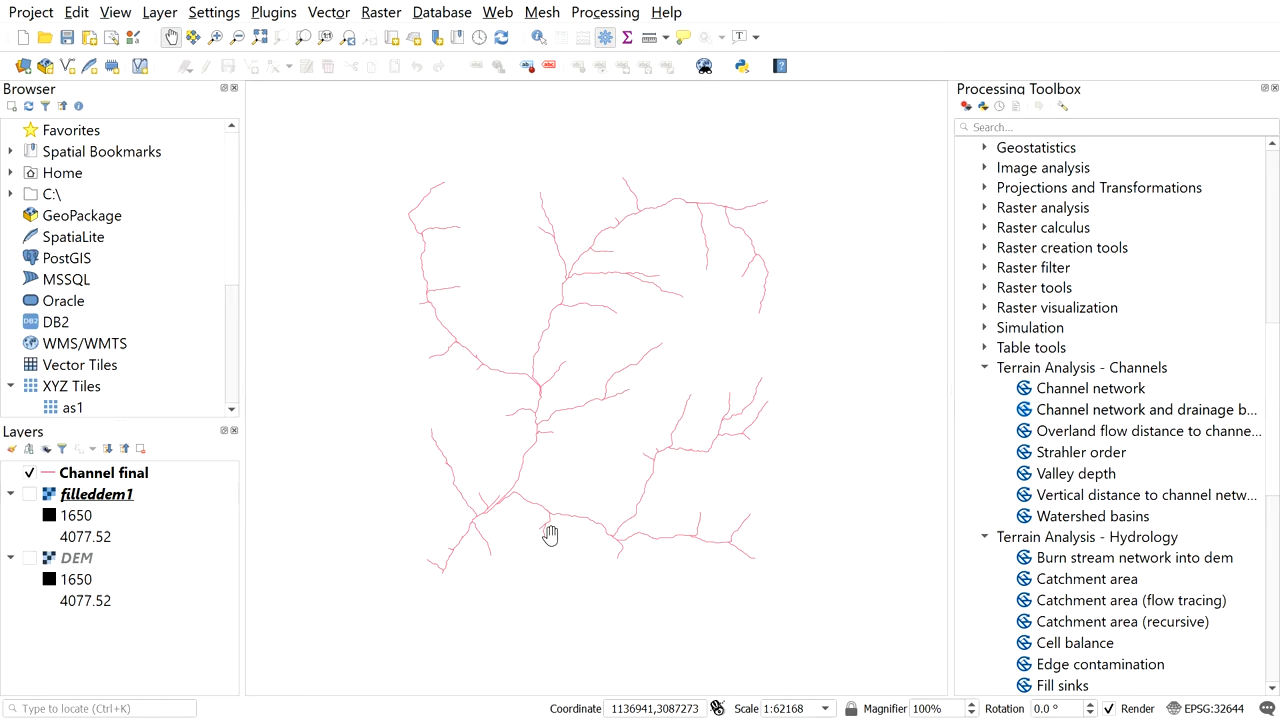 Project Edit View Layer Settings Plugins Vector Raster Database Web Mesh Processing Help
Browser
Favorites
Spatial Bookmarks
Home
C:\
GeoPackage
SpatiaLite
PostGIS
MSSQL
Oracle
DB2
WMS/WMTS
Vector Tiles
XYZ Tiles
as1
Layers
Channel final
filleddem1
1650
4077.52
DEM
1650
4077.52
Processing Toolbox
Search...
Geostatistics
Image analysis
Projections and Transformations
Raster analysis
Raster calculus
Raster creation tools
Raster filter
Raster tools
Raster visualization
Simulation
Table tools
Terrain Analysis - Channels
Channel network
Channel network and drainage b...
Overland flow distance to channe...
Strahler order
Valley depth
Vertical distance to channel netw...
Watershed basins
Terrain Analysis - Hydrology
Burn stream network into dem
Catchment area
Catchment area (flow tracing)
Catchment area (recursive)
Cell balance
Edge contamination
Fill sinks
Type to locate (Ctrl+K) Coordinate 1136941,3087273 Scale 1:62168 Magnifier 100% Rotation 0.0 ° Render EPSG:32644